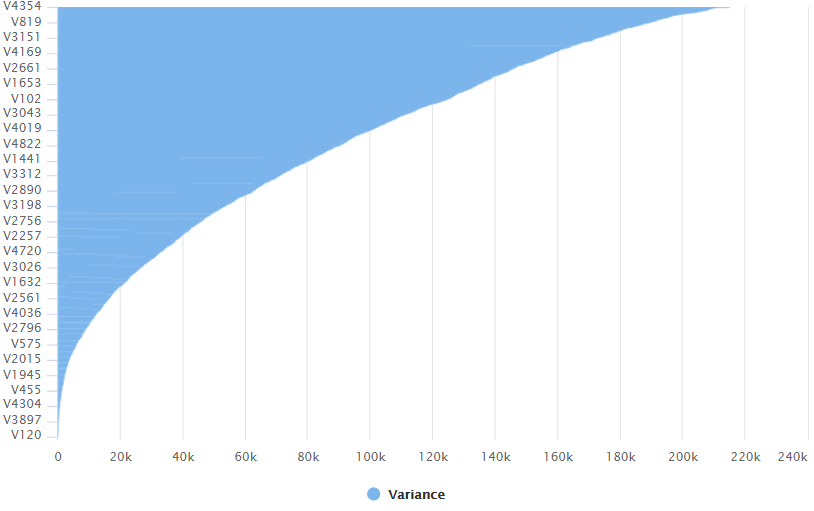 V4354
V819
V3151
V4169
V2661
V1653
V102
V3043
V4019
V4822
V1441
V3312
V2890
V3198
V2756
V2257
V4720
V3026
V1632
V2561
V4036
V2796
V575
V2015
V1945
V455
V4304
V3897
V120
0 20k 40k 60k 80k 100k 120k 140k 160k 180k 200k 220k 240k
Variance